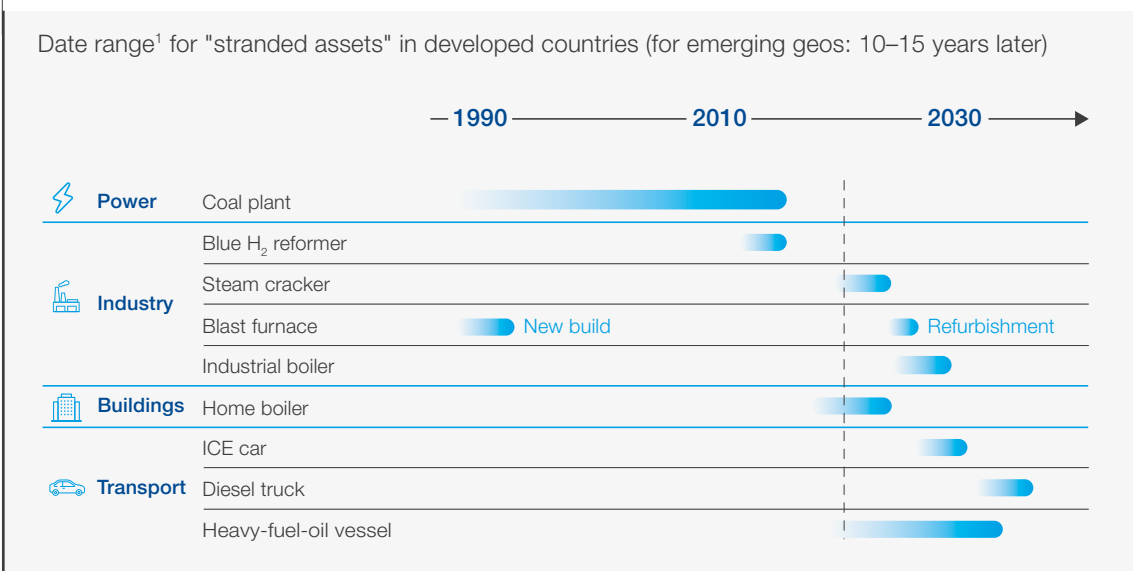 Date range¹ for "stranded assets" in developed countries (for emerging geos: 10–15 years later)
1990 2010 2030
Power Coal plant
Blue H₂ reformer
Steam cracker
Industry
Blast furnace New build Refurbishment
Industrial boiler
Buildings Home boiler
ICE car
Transport Diesel truck
Heavy-fuel-oil vessel